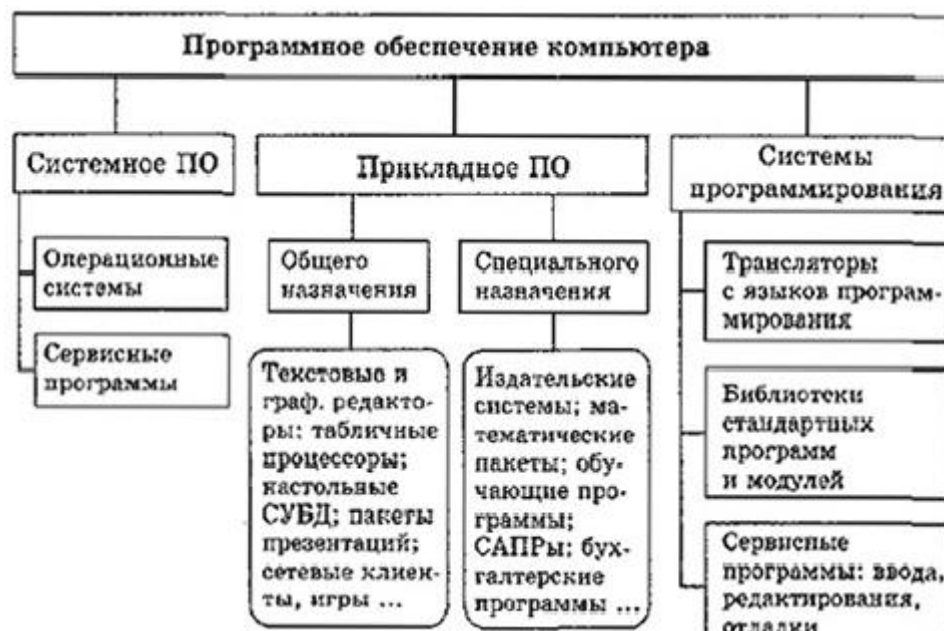 Программное обеспечение компьютера
Системное ПО
Операционные
системы
Сервисные
программы
Прикладное ПО
Общего
назначения
Текстовые и
граф. редакто-
ры: табличные
процессоры;
настольные
СУБД; пакеты
презентаций;
сетевые клиен-
ты, игры ...
Специального
назначения
Издательские
системы; ма-
тематические
пакеты; обу-
чающие про-
граммы;
САПРы; бух-
галтерские
программы ...
Системы
программирования
Трансляторы
с языков програм-
мирования
Библиотеки
стандартных
программ
и модулей
Сервисные
программы: ввода,
редактирования,
отладки